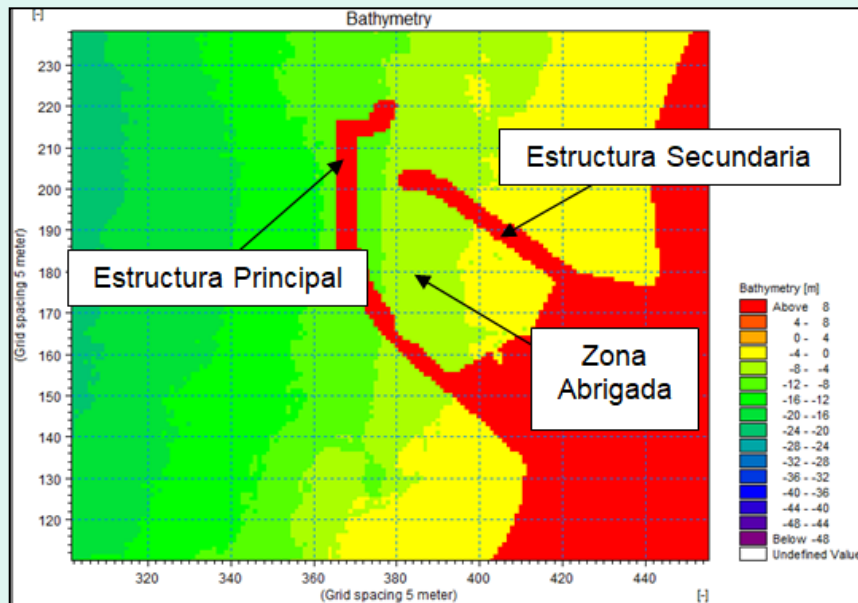 [-]
Bathymetry
230
220
210
200
190
180
170
160
150
140
130
120
(Grid spacing 5 meter)
Estructura Secundaria
Estructura Principal
Zona
Abrigada
320
340
360
380
400
420
440
(Grid spacing 5 meter)
[-]
Bathymetry [m]
Above 8
4 - 8
0 - 4
-4 - 0
-8 - -4
-12 - -8
-16 - -12
-20 - -16
-24 - -20
-28 - -24
-32 - -28
-36 - -32
-40 - -36
-44 - -40
-48 - -44
Below -48
Undefined Value